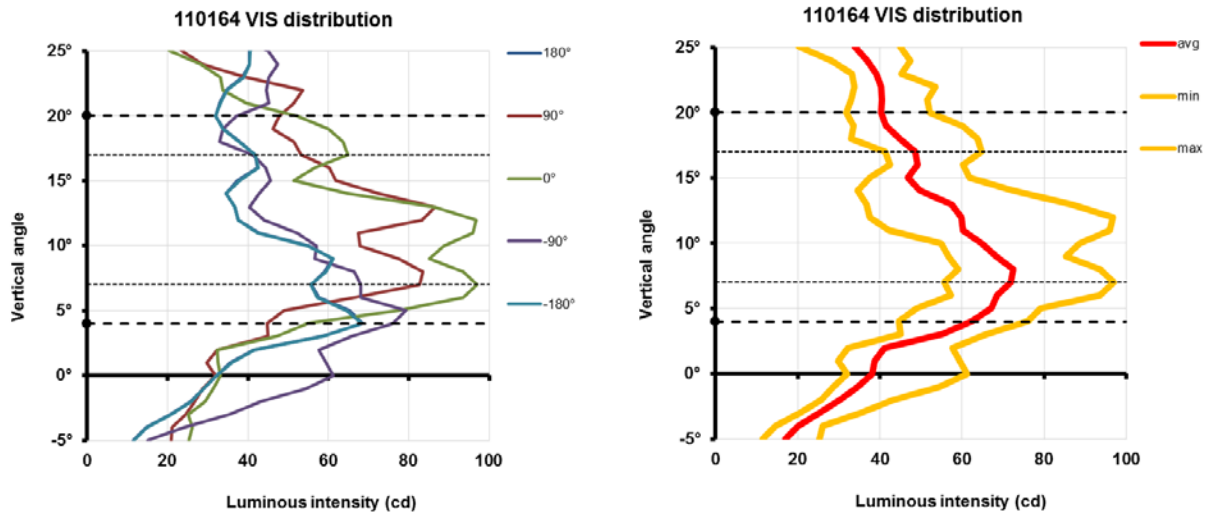 110164 VIS distribution
25°
20°
15°
10°
5°
0°
-5°
Vertical angle
0 20 40 60 80 100
Luminous intensity (cd)
180°
90°
0°
-90°
-180°
110164 VIS distribution
25°
20°
15°
10°
5°
0°
-5°
Vertical angle
0 20 40 60 80 100
Luminous intensity (cd)
avg
min
max